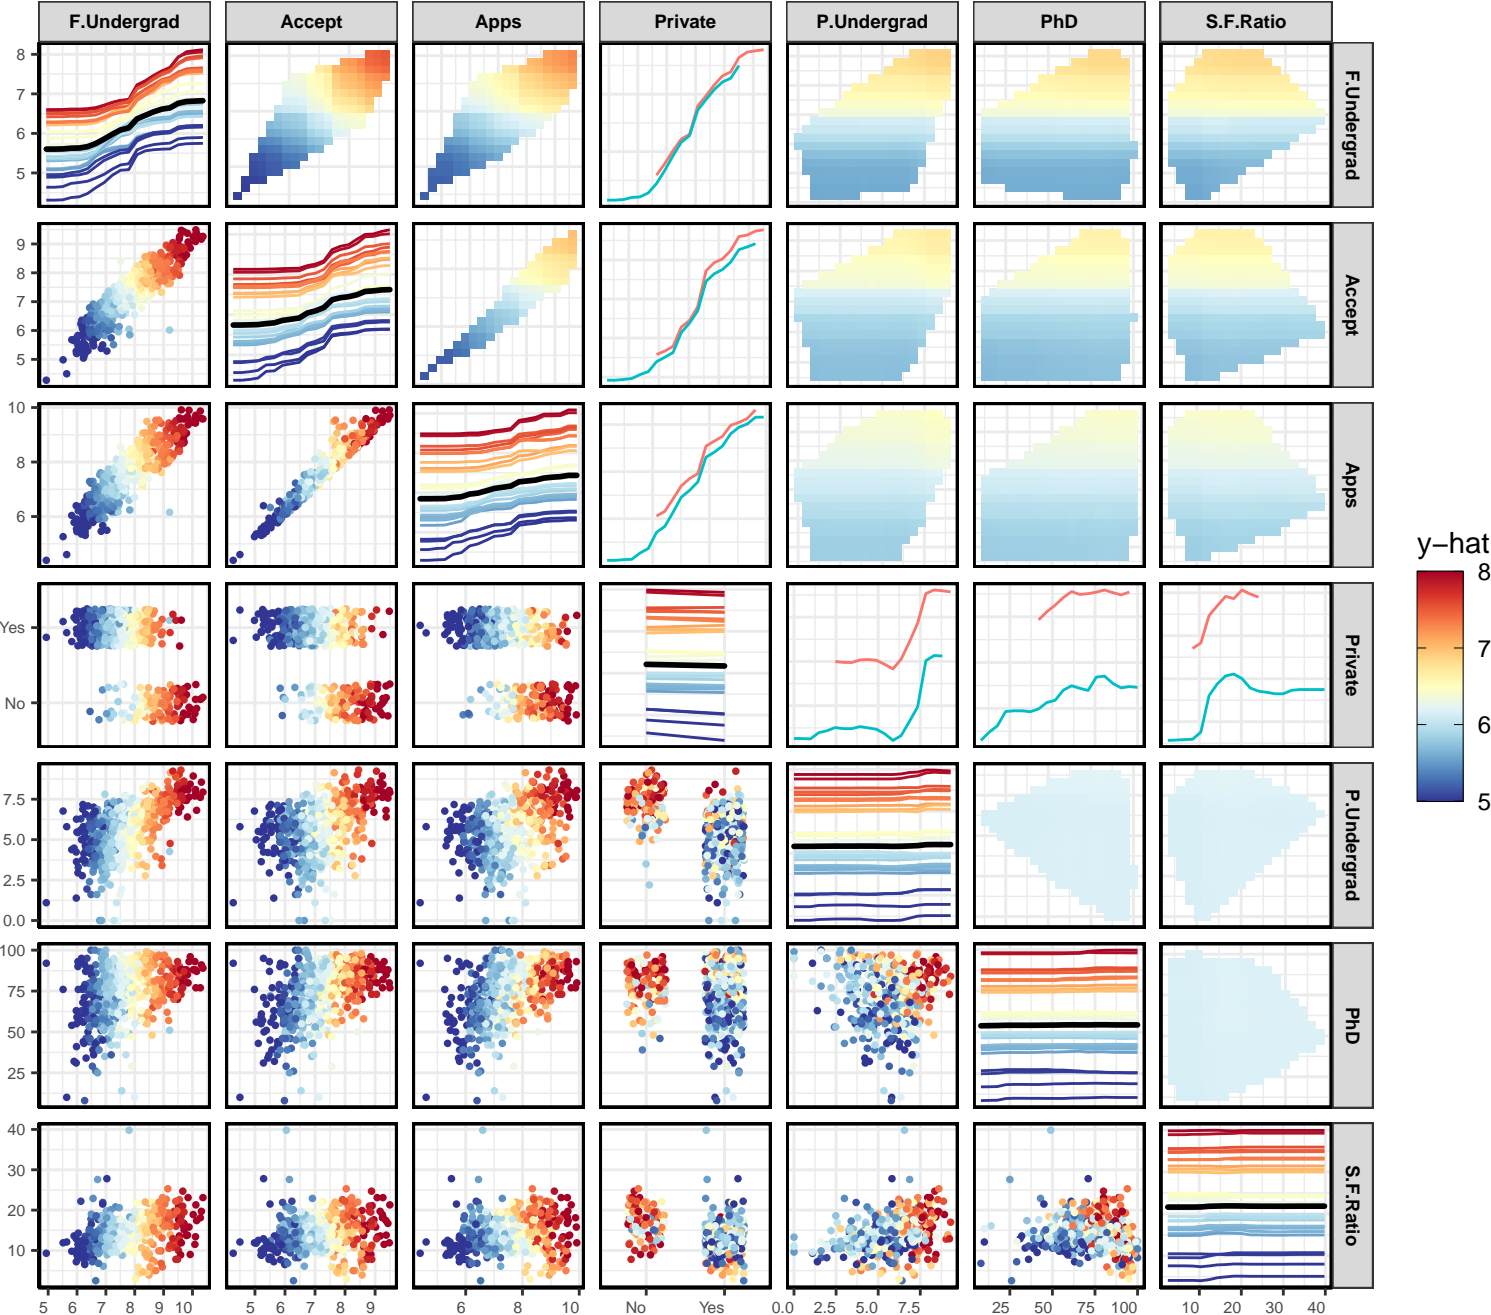 F.Undergrad Accept Apps Private P.Undergrad PhD S.F.Ratio
8
7
6
5
F.Undergrad
9
8
7
6
5
Accept
10
8
6
Apps
Yes
No
Private
7.5
5.0
2.5
0.0
P.Undergrad
100
75
50
25
PhD
40
30
20
10
S.F.Ratio
5 6 7 8 9 10 5 6 7 8 9 6 8 10 No Yes 0.0 2.5 5.0 7.5 25 50 75 100 10 20 30 40
y-hat
8
7
6
5